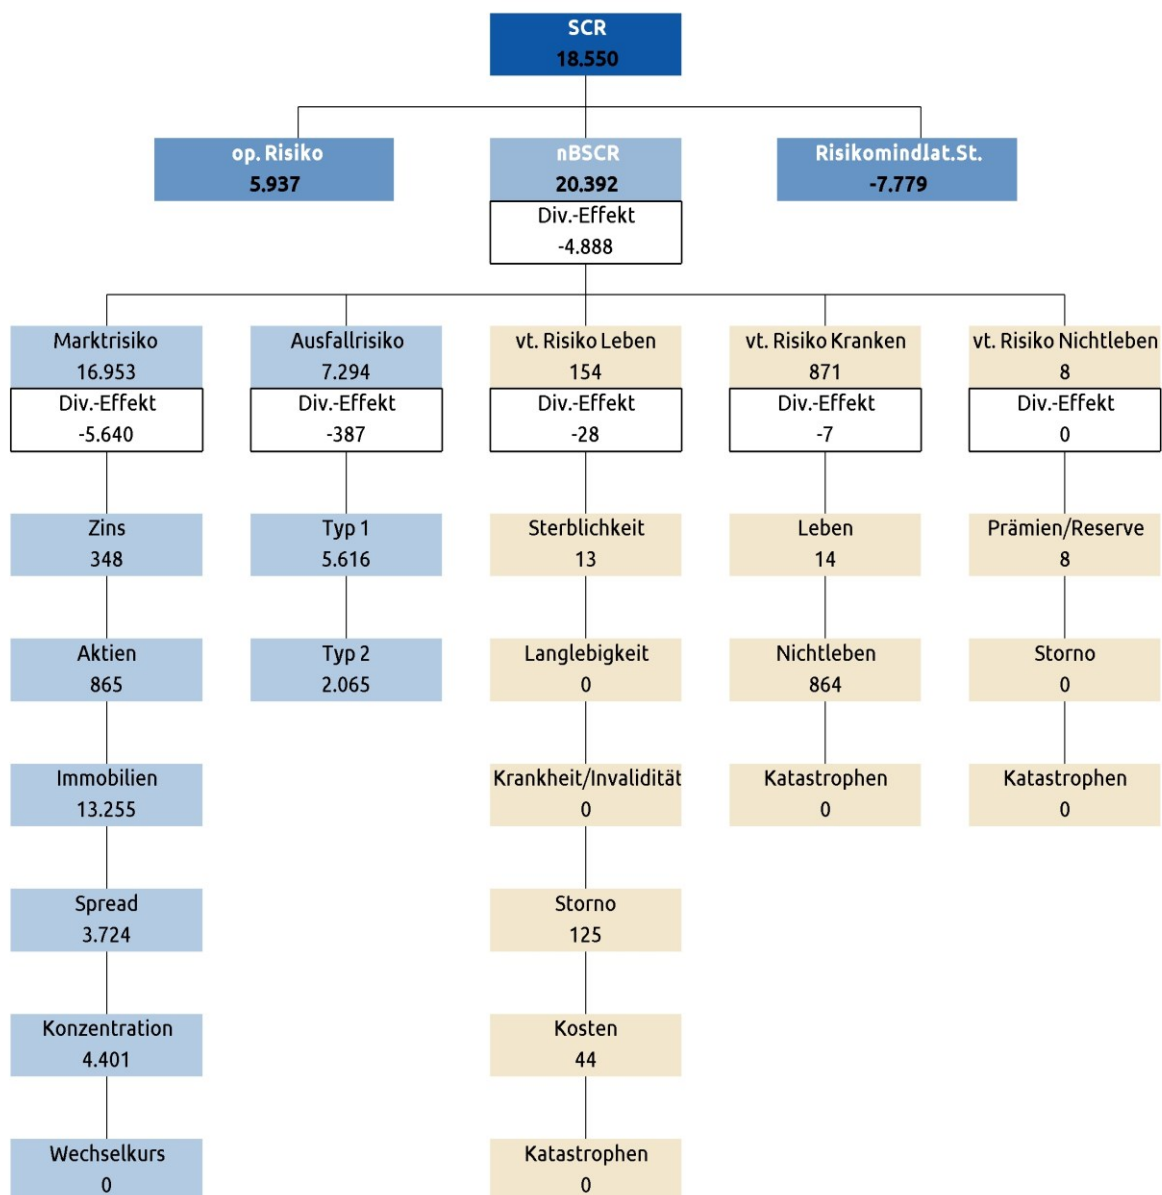 SCR
18.550
op. Risiko
5.937
nBSCR
20.392
Div.-Effekt
-4.888
Risikomind.lat.St.
-7.779
Marktrisiko
16.953
Div.-Effekt
-5.640
Zins
348
Aktien
865
Immobilien
13.255
Spread
3.724
Konzentration
4.401
Wechselkurs
0
Ausfallrisiko
7.294
Div.-Effekt
-387
Typ 1
5.616
Typ 2
2.065
vt. Risiko Leben
154
Div.-Effekt
-28
Sterblichkeit
13
Langlebigkeit
0
Krankheit/Invalidität
0
Storno
125
Kosten
44
Katastrophen
0
vt. Risiko Kranken
871
Div.-Effekt
-7
Leben
14
Nichtleben
864
Katastrophen
0
vt. Risiko Nichtleben
8
Div.-Effekt
0
Prämien/Reserve
8
Storno
0
Katastrophen
0